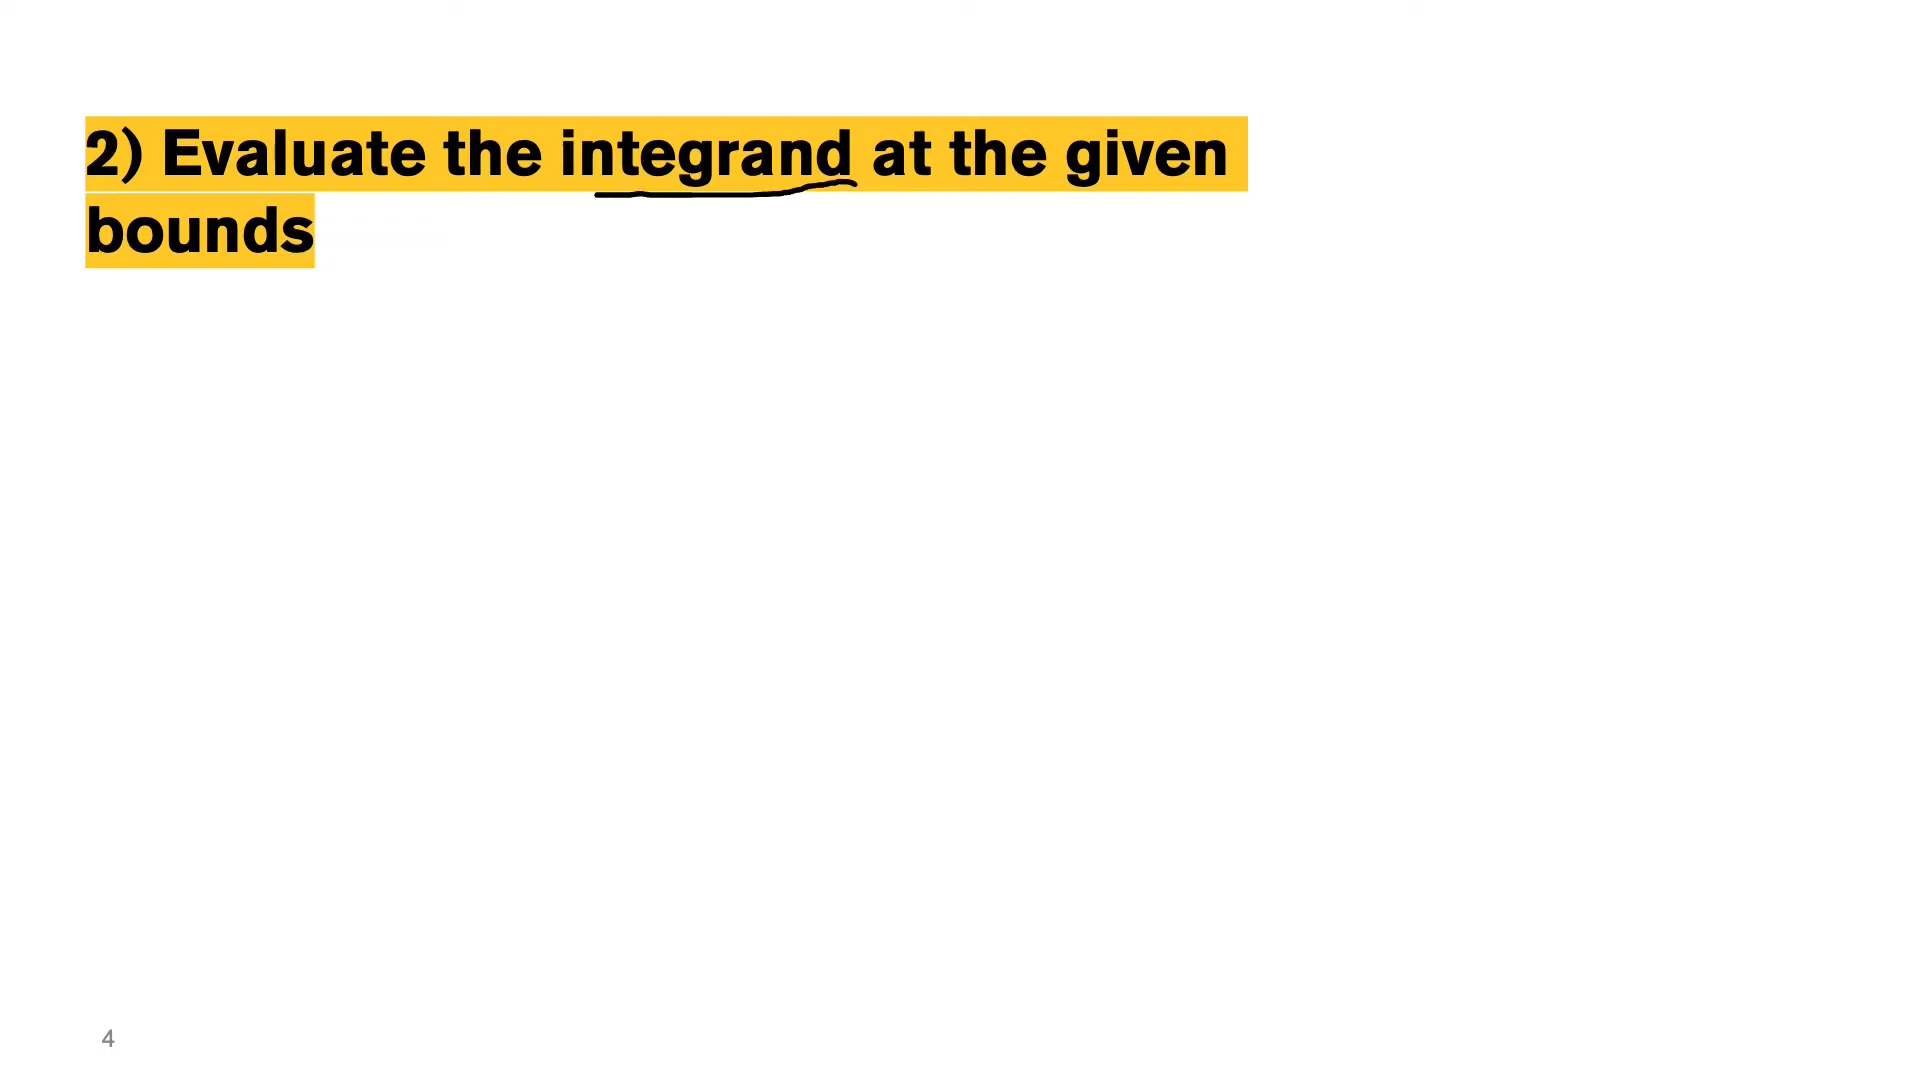 2) Evaluate the integrand at the given
bounds
4